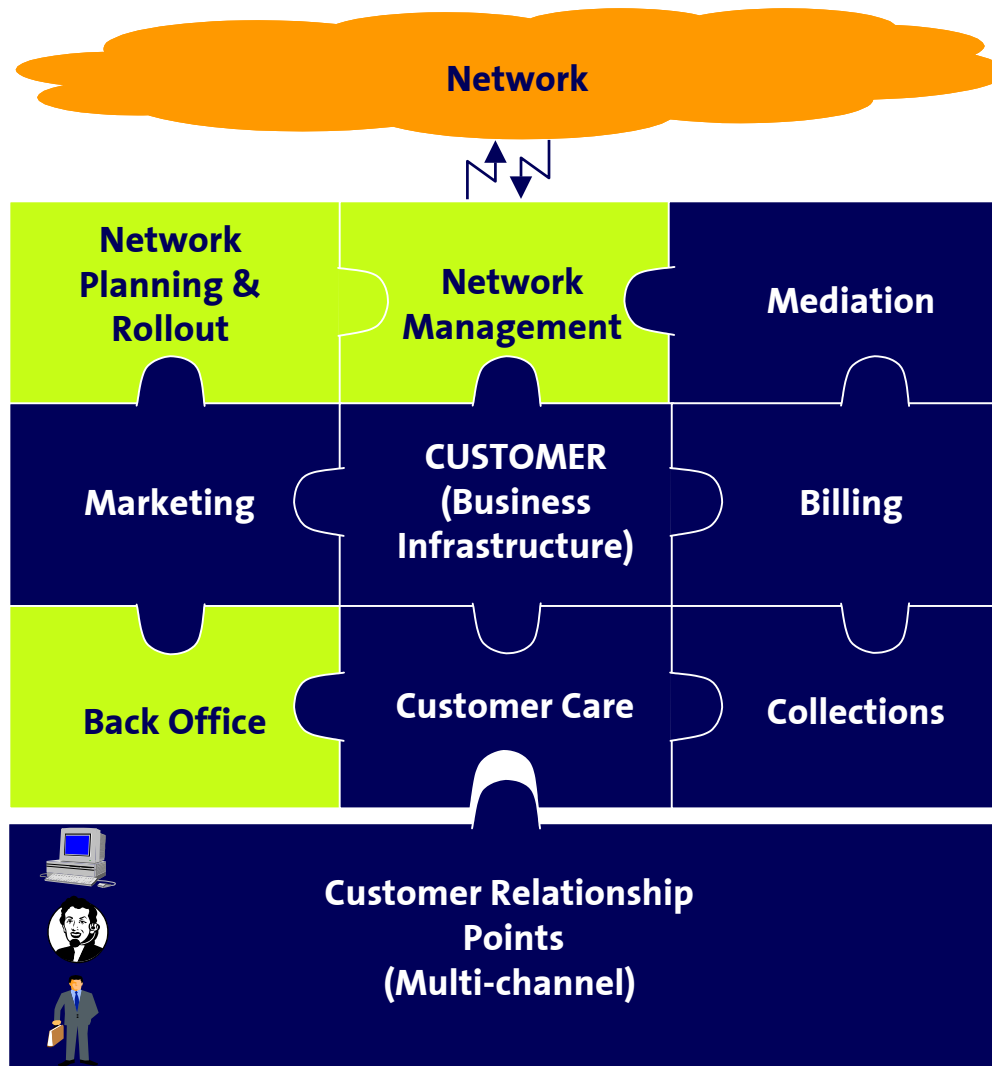 Network
Network
Planning &
Rollout
Network
Management
Mediation
Marketing
CUSTOMER
(Business
Infrastructure)
Billing
Back Office
Customer Care
Collections
Customer Relationship
Points
(Multi-channel)